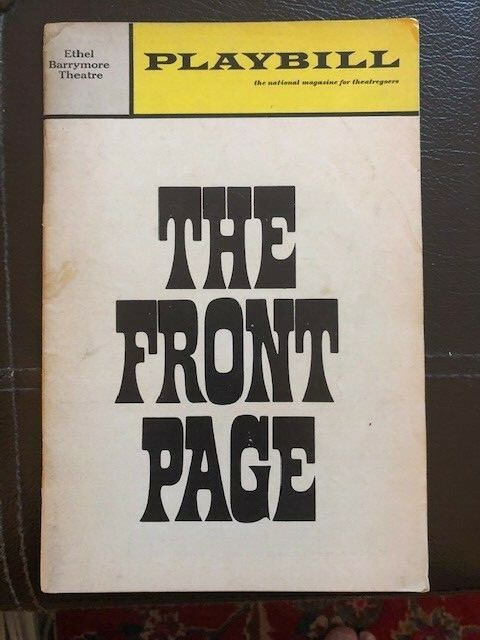 Ethel
Barrymore
Theatre
PLAYBILL
the national magazine for theatregoers
THE
FRONT
PAGE